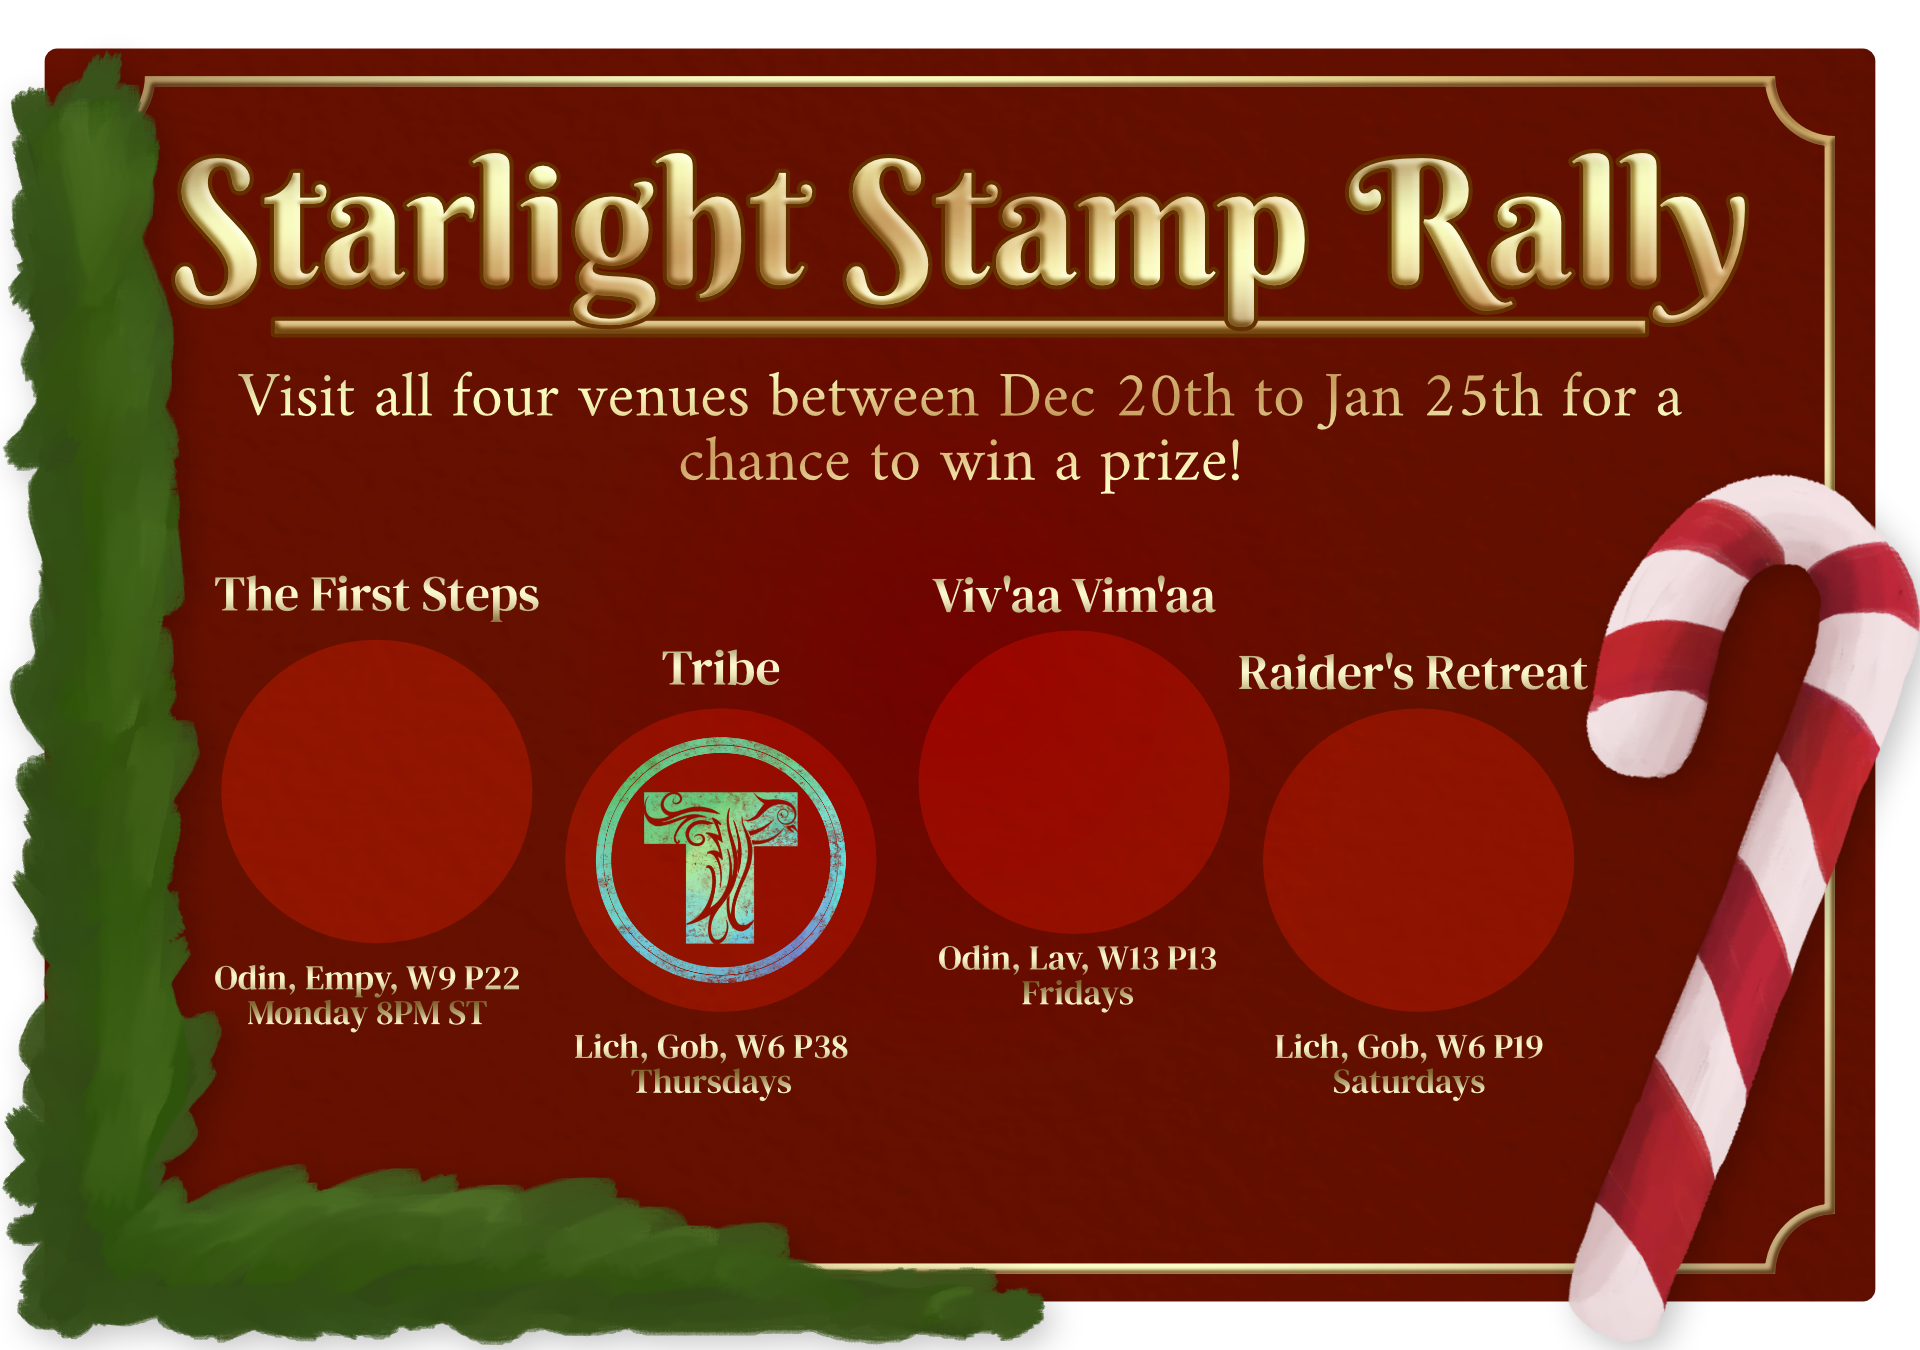 Starlight Stamp Rally
Visit all four venues between Dec 20th to Jan 25th for a
chance to win a prize!
The First Steps
Odin, Empy, W9 P22
Monday 8PM ST
Tribe
T
Lich, Gob, W6 P38
Thursdays
Viv'aa Vim'aa
Odin, Lav, W13 P13
Fridays
Raider's Retreat
Lich, Gob, W6 P19
Saturdays